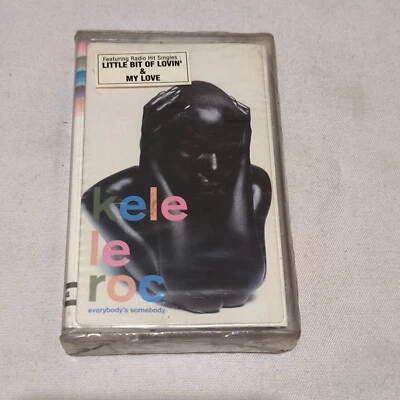 Featuring Radio Hit Singles :
LITTLE BIT OF LOVIN'
&
MY LOVE
kele
le
roc
everybody's somebody